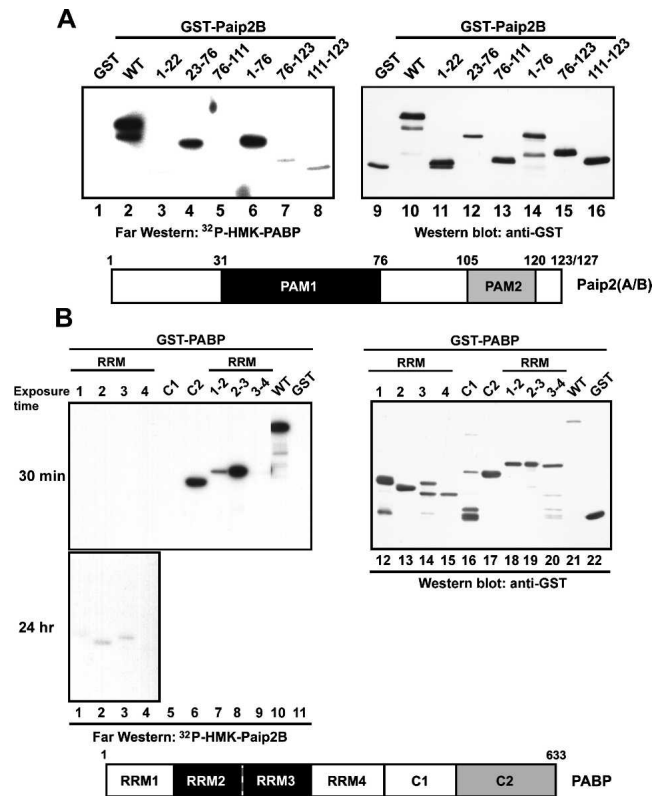 A
GST-Paip2B
GST WT 1-22 23-76 76-111 1-76 76-123 111-123
1 2 3 4 5 6 7 8
Far Western: ³²P-HMK-PABP
GST-Paip2B
GST WT 1-22 23-76 76-111 1-76 76-123 111-123
9 10 11 12 13 14 15 16
Western blot: anti-GST
1 31 76 105 120 123/127
PAM1 PAM2 Paip2(A/B)
B
GST-PABP
RRM RRM
Exposure time
1 2 3 4 C1 C2 1-2 2-3 3-4 WT GST
30 min
24 hr
1 2 3 4 5 6 7 8 9 10 11
Far Western: ³²P-HMK-Paip2B
GST-PABP
RRM RRM
1 2 3 4 C1 C2 1-2 2-3 3-4 WT GST
12 13 14 15 16 17 18 19 20 21 22
Western blot: anti-GST
1 633
RRM1 RRM2 RRM3 RRM4 C1 C2 PABP